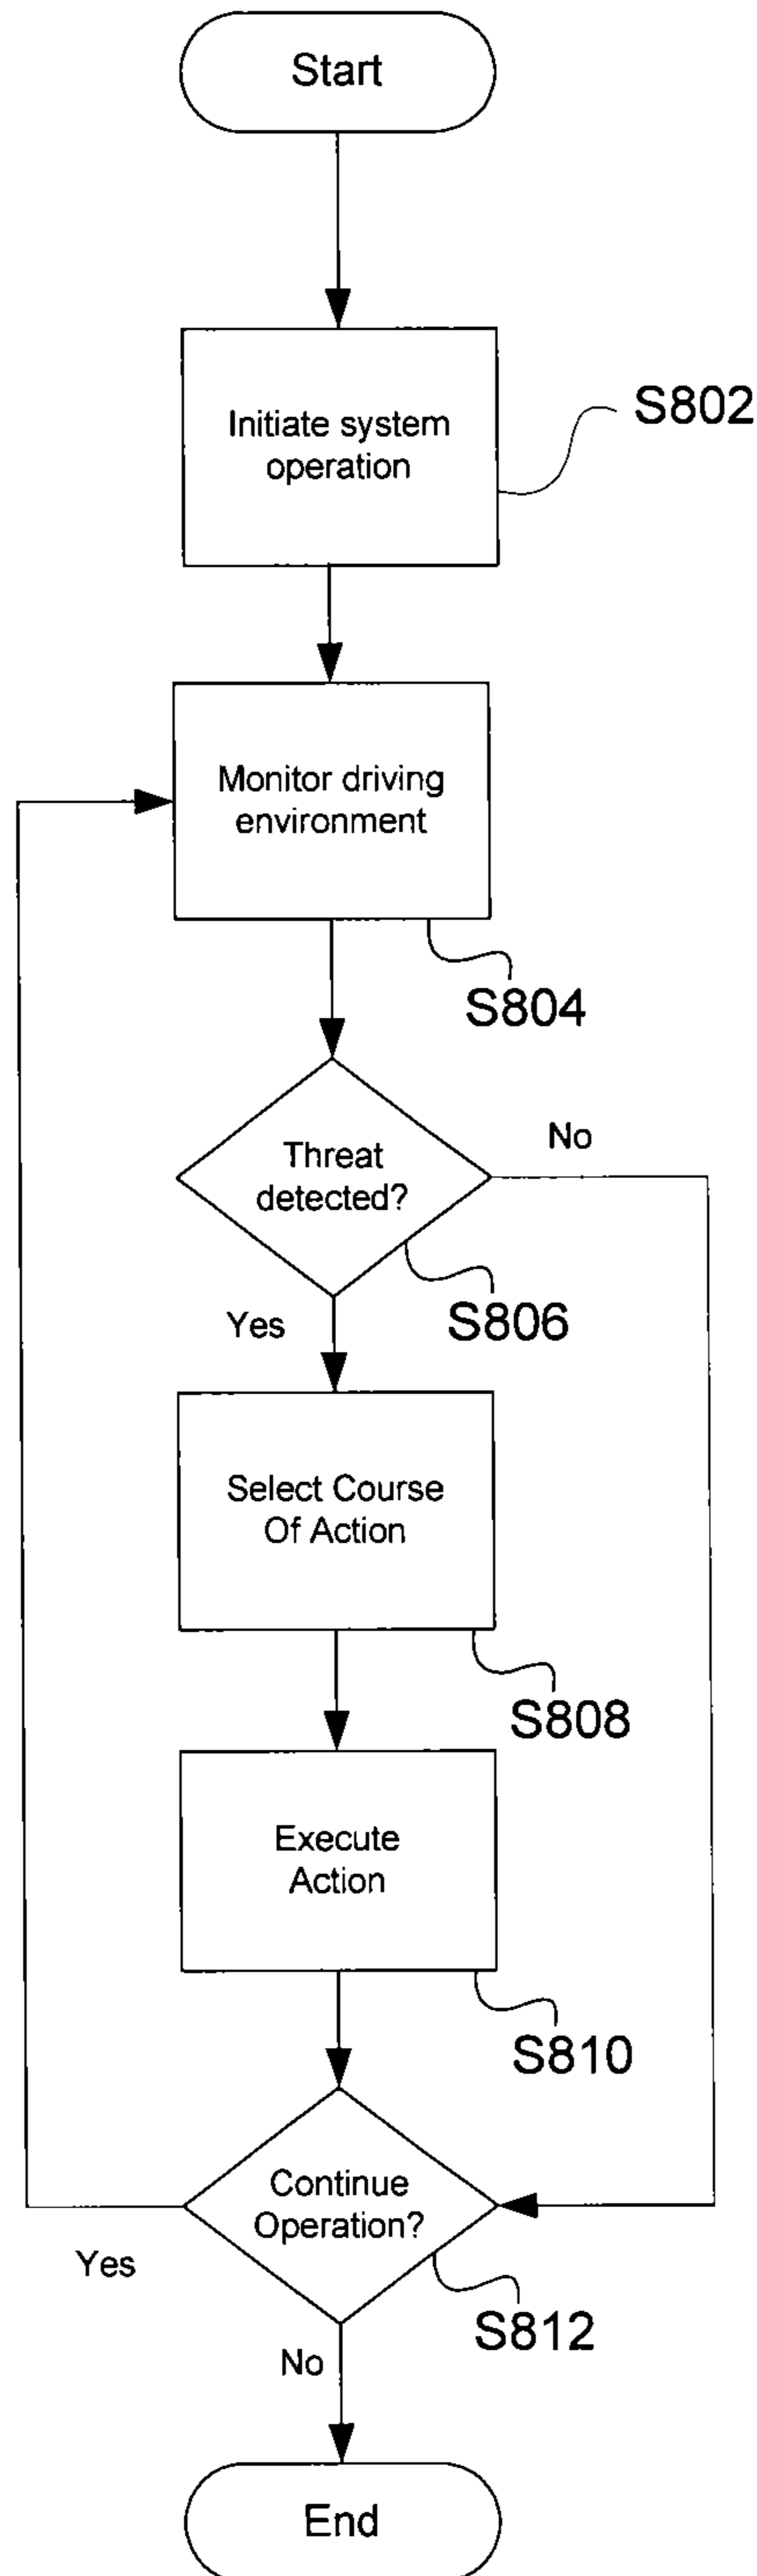 Start
Initiate system
operation
S802
Monitor driving
environment
S804
Threat
detected?
No
S806
Yes
Select Course
Of Action
S808
Execute
Action
S810
Continue
Operation?
Yes
S812
No
End